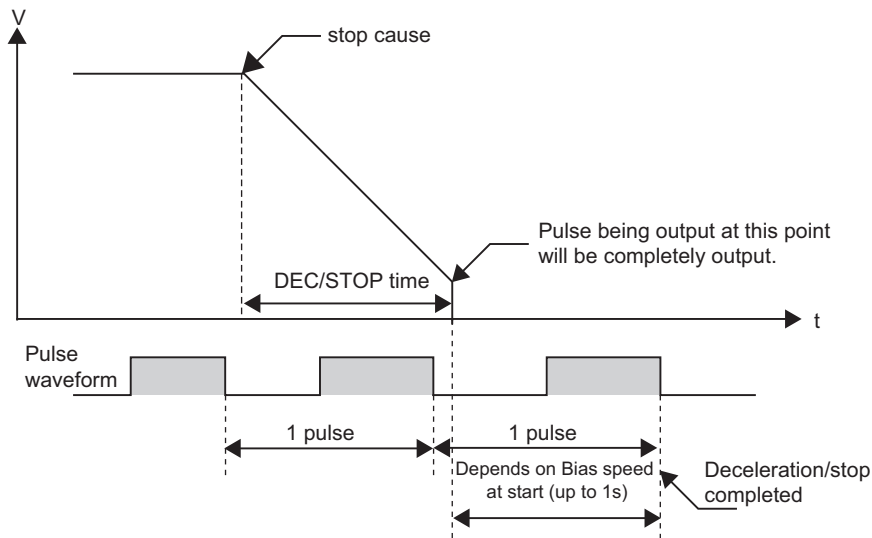 V
stop cause
Pulse being output at this point
will be completely output.
DEC/STOP time
t
Pulse
waveform
1 pulse
1 pulse
Depends on Bias speed
at start (up to 1s)
Deceleration/stop
completed